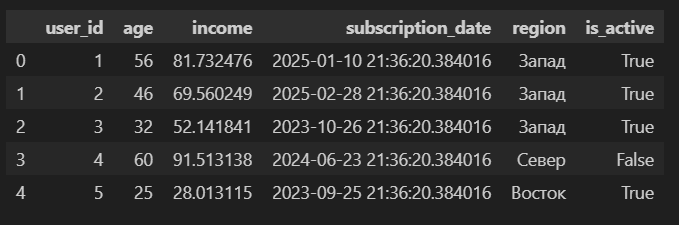 user_id age income subscription_date region is_active
0 1 56 81.732476 2025-01-10 21:36:20.384016 Запад True
1 2 46 69.560249 2025-02-28 21:36:20.384016 Запад True
2 3 32 52.141841 2023-10-26 21:36:20.384016 Запад True
3 4 60 91.513138 2024-06-23 21:36:20.384016 Север False
4 5 25 28.013115 2023-09-25 21:36:20.384016 Восток True